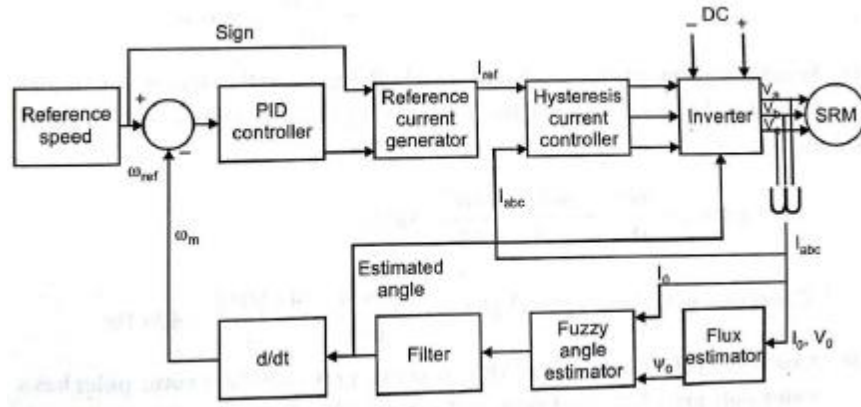 Sign
− DC +
I_ref
Reference
speed
+
−
PID
controller
Reference
current
generator
Hysteresis
current
controller
Inverter
V_a
V_b
V_c
SRM
ω_ref
ω_m
I_abc
I_abc
Estimated
angle
I_0
d/dt
Filter
Fuzzy
angle
estimator
Flux
estimator
I_0, V_0
Ψ_0